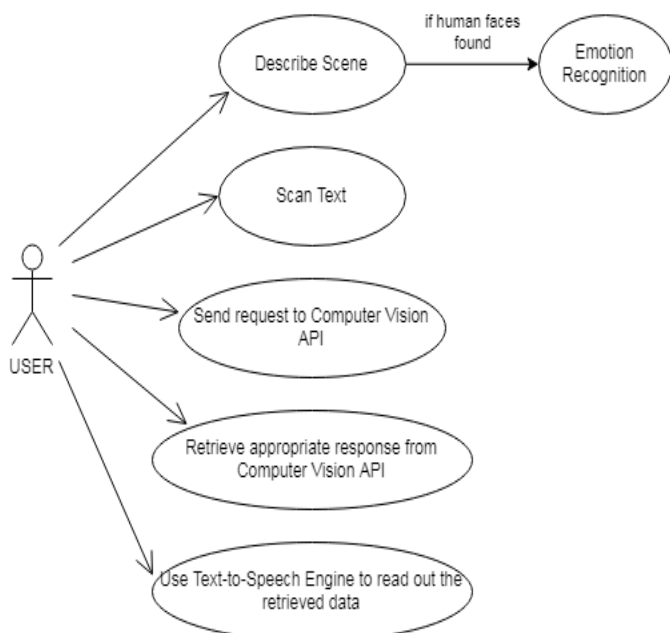 if human faces
found
Describe Scene
Emotion
Recognition
Scan Text
Send request to Computer Vision
API
USER
Retrieve appropriate response from
Computer Vision API
Use Text-to-Speech Engine to read out the
retrieved data